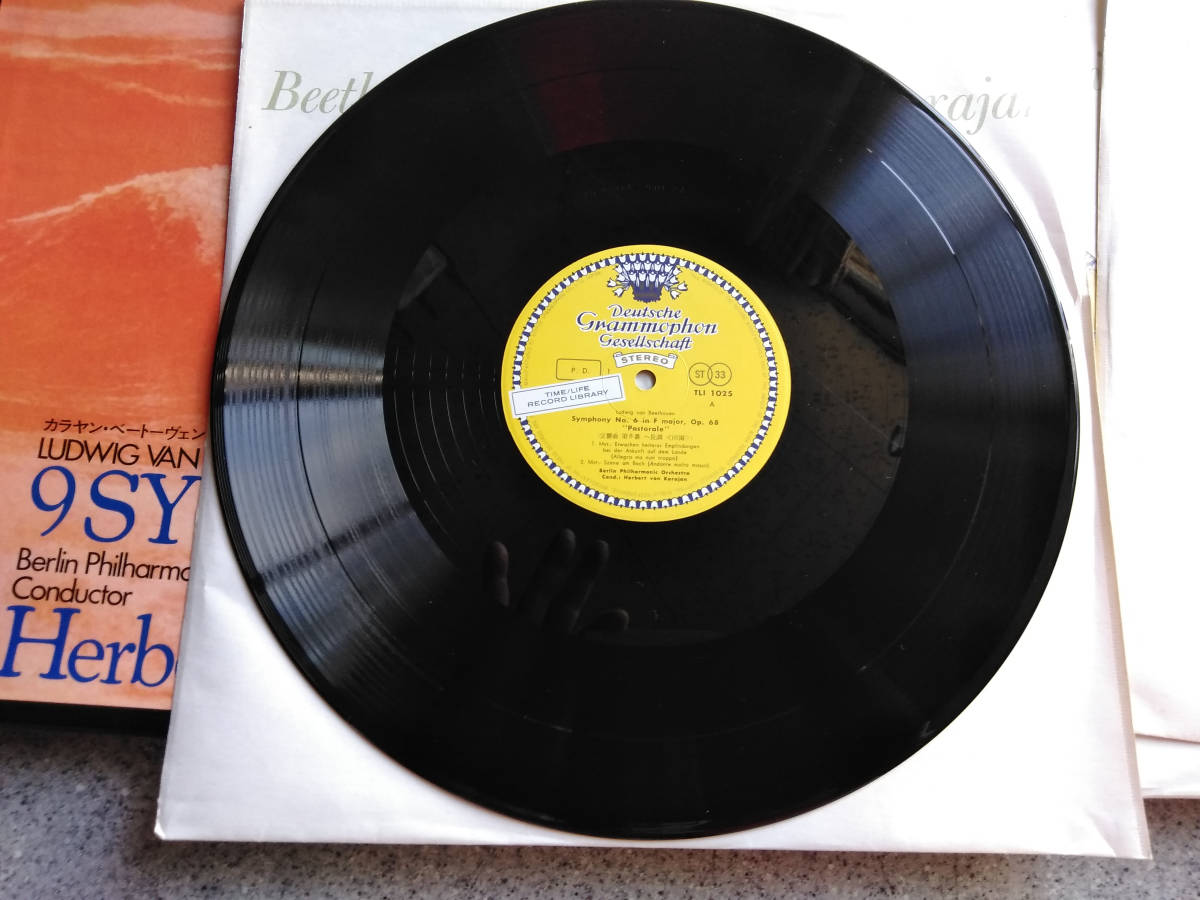 カラヤン・ベートーヴェン
LUDWIG VAN
9SY
Berlin Philharmo
Conductor
Herb
Beeth
raja
Deutsche
Grammophon
Gesellschaft
STEREO
P. D.
TIME/LIFE
RECORD LIBRARY
ST 33
TLI 1025
A
Ludwig van Beethoven
Symphony No. 6 in F major, Op. 68
"Pastorale"
1. Mvt.: Erwachen heiterer Empfindungen
bei der Ankunft auf dem Lande
(Allegro ma non troppo)
2. Mvt.: Szene am Bach (Andante molto mosso)
Berlin Philharmonic Orchestra
Cond.: Herbert von Karajan